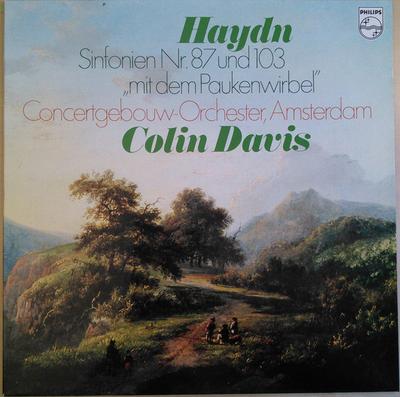 PHILIPS
Haydn
Sinfonien Nr. 87 und 103
„mit dem Paukenwirbel"
Concertgebouw-Orchester, Amsterdam
Colin Davis